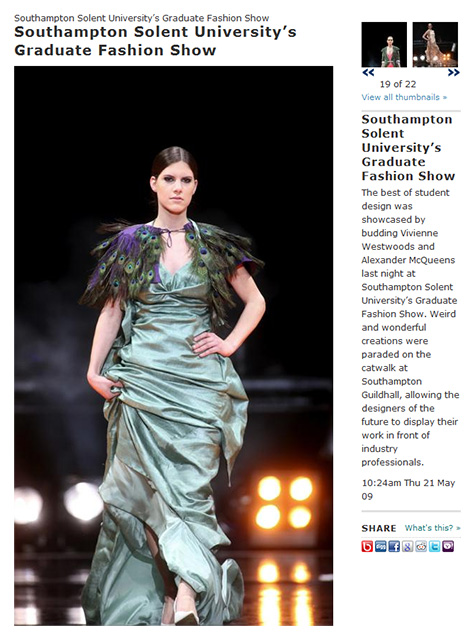 Southampton Solent University's Graduate Fashion Show
Southampton Solent University's
Graduate Fashion Show
19 of 22
View all thumbnails »
Southampton
Solent
University's
Graduate
Fashion Show
The best of student
design was
showcased by
budding Vivienne
Westwoods and
Alexander McQueens
last night at
Southampton Solent
University's Graduate
Fashion Show. Weird
and wonderful
creations were
paraded on the
catwalk at
Southampton
Guildhall, allowing the
designers of the
future to display their
work in front of
industry
professionals.
10:24am Thu 21 May
09
SHARE What's this? »